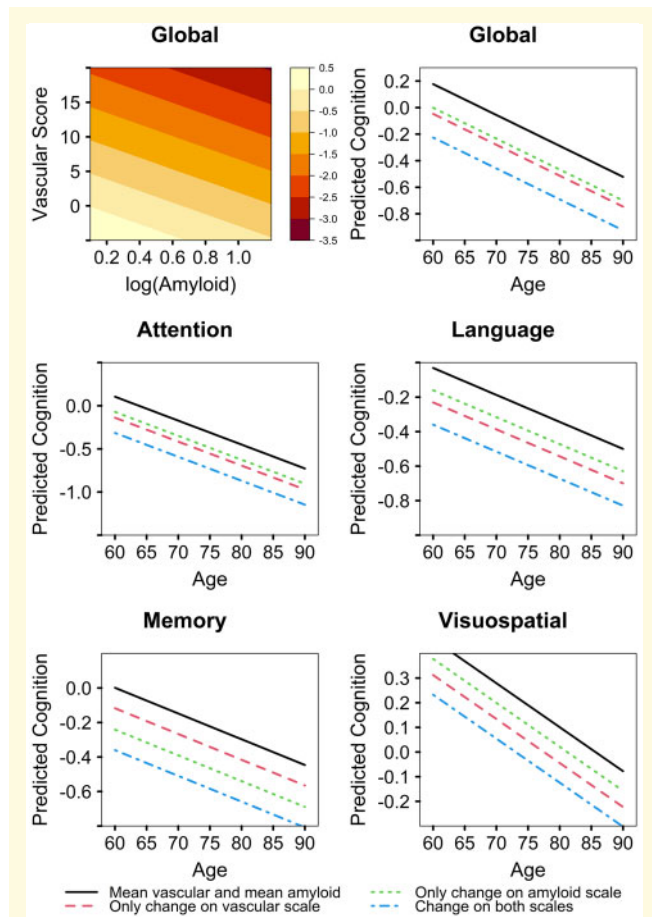 Global
Vascular Score
15
10
5
0
0.2 0.4 0.6 0.8 1.0
log(Amyloid)
0.5
0.0
-0.5
-1.0
-1.5
-2.0
-2.5
-3.0
-3.5
Global
Predicted Cognition
0.2
0.0
-0.2
-0.4
-0.6
-0.8
60 65 70 75 80 85 90
Age
Attention
Predicted Cognition
0.0
-0.5
-1.0
60 65 70 75 80 85 90
Age
Language
Predicted Cognition
-0.2
-0.4
-0.6
-0.8
60 65 70 75 80 85 90
Age
Memory
Predicted Cognition
0.0
-0.2
-0.4
-0.6
60 65 70 75 80 85 90
Age
Visuospatial
Predicted Cognition
0.3
0.2
0.1
0.0
-0.1
-0.2
60 65 70 75 80 85 90
Age
Mean vascular and mean amyloid
Only change on vascular scale
Only change on amyloid scale
Change on both scales